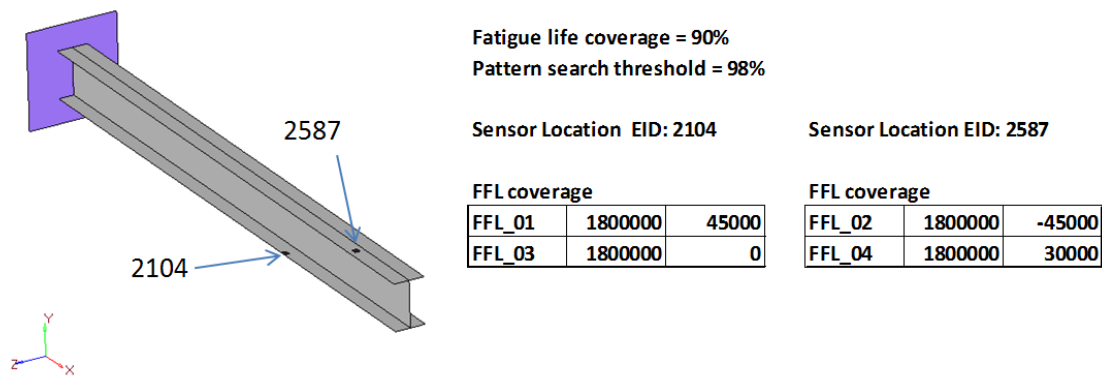 Fatigue life coverage = 90%
Pattern search threshold = 98%
2587
2104
Sensor Location EID: 2104
FFL coverage
FFL_01 1800000 45000
FFL_03 1800000 0
Sensor Location EID: 2587
FFL coverage
FFL_02 1800000 -45000
FFL_04 1800000 30000
Y
Z
X